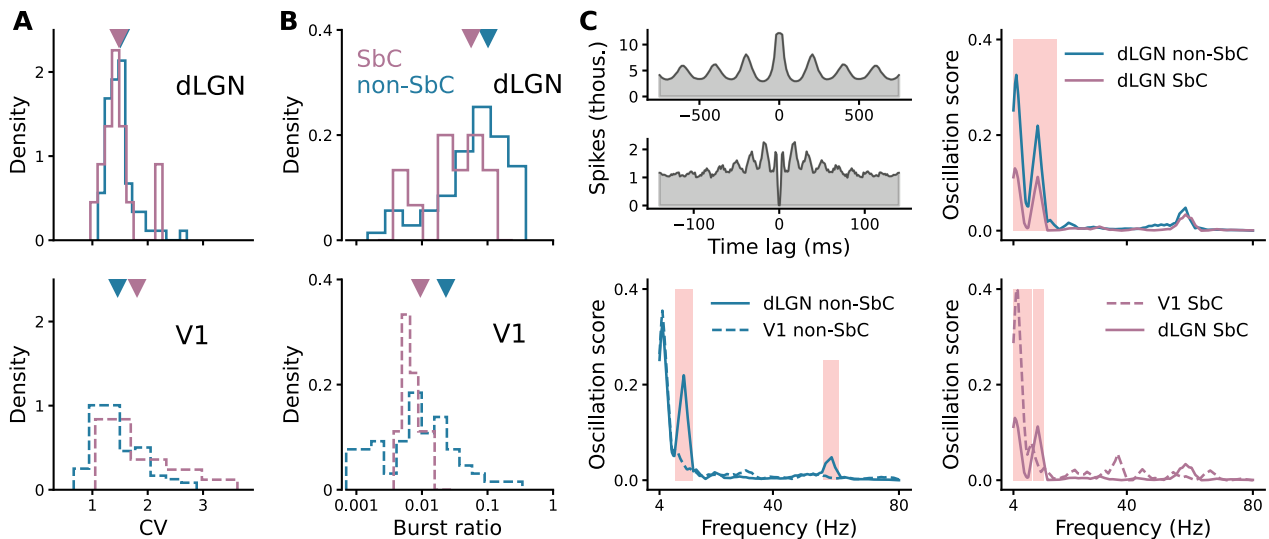 A
B
C
Density
2
1
0
dLGN
Density
0.4
0.2
0
SbC
non-SbC
dLGN
Spikes (thous.)
10
5
0
−500
0
500
2
1
0
−100
0
100
Time lag (ms)
Oscillation score
0.4
0.2
0.0
4
40
80
dLGN non-SbC
dLGN SbC
Density
2
1
0
V1
1
2
3
CV
Density
0.4
0.2
0
V1
0.001
0.01
0.1
1
Burst ratio
Oscillation score
0.4
0.2
0.0
dLGN non-SbC
V1 non-SbC
4
40
80
Frequency (Hz)
Oscillation score
0.4
0.2
0.0
V1 SbC
dLGN SbC
4
40
80
Frequency (Hz)